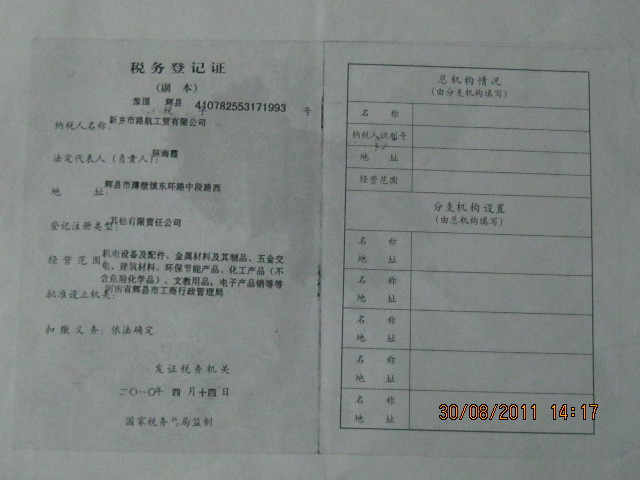 税务登记证
(副 本)
豫国 辉县 410782553171993
税 字 号
纳税人名称: 新乡市路航工贸有限公司
法定代表人(负责人): 陈海霞
地 址: 辉县市薄壁镇东环路中段路西
登记注册类型: 其他有限责任公司
经营范围: 机电设备及配件、金属材料及其制品、五金交
电、建筑材料、环保节能产品、化工产品(不
含危险化学品)、文教用品,电子产品销等等
批准设立机关: 河南省辉县市工商行政管理局
扣缴义务: 依法确定
发证税务机关
二〇一〇年 四月十四日
国家税务总局监制
总机构情况
(由分支机构填写)
名 称
纳税人识别号
地 址
经营范围
分支机构设置
(由总机构填写)
名 称
地 址
名 称
地 址
名 称
地 址
名 称
地 址
名 称
地 址
30/08/2011 14:17